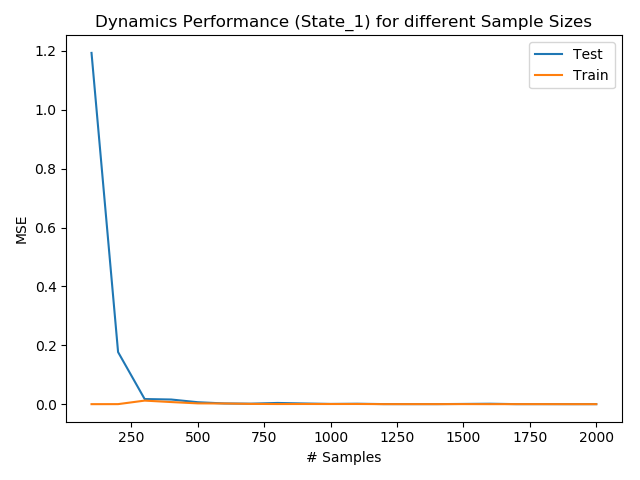 Dynamics Performance (State_1) for different Sample Sizes
Test
Train
1.2
1.0
0.8
0.6
0.4
0.2
0.0
MSE
250 500 750 1000 1250 1500 1750 2000
# Samples